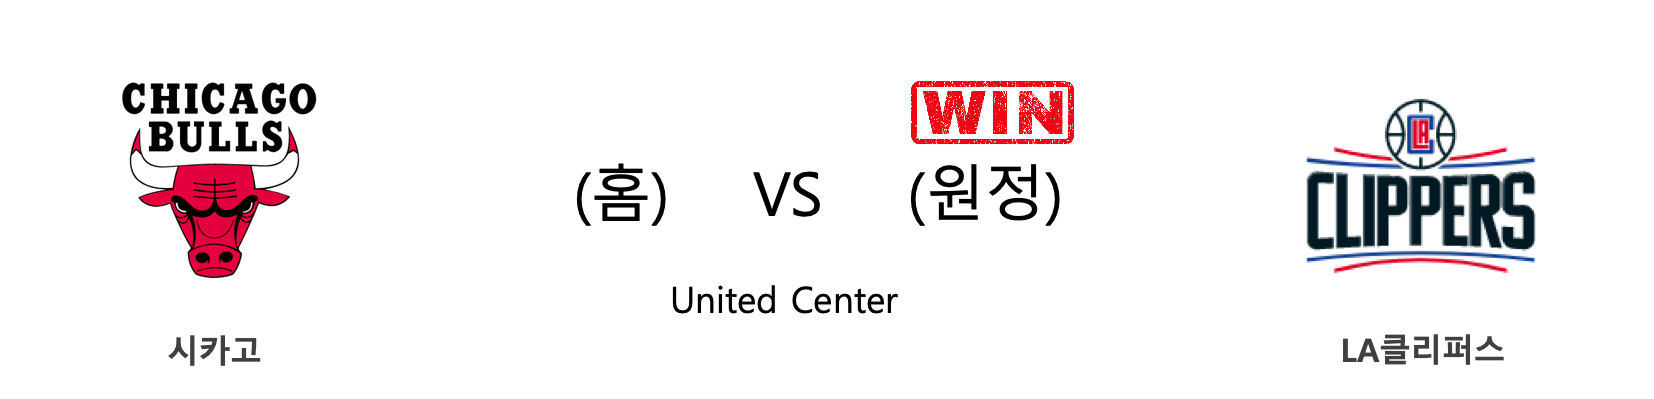 CHICAGO
BULLS
시카고
WIN
(홈) VS (원정)
United Center
LA
CLIPPERS
LA클리퍼스